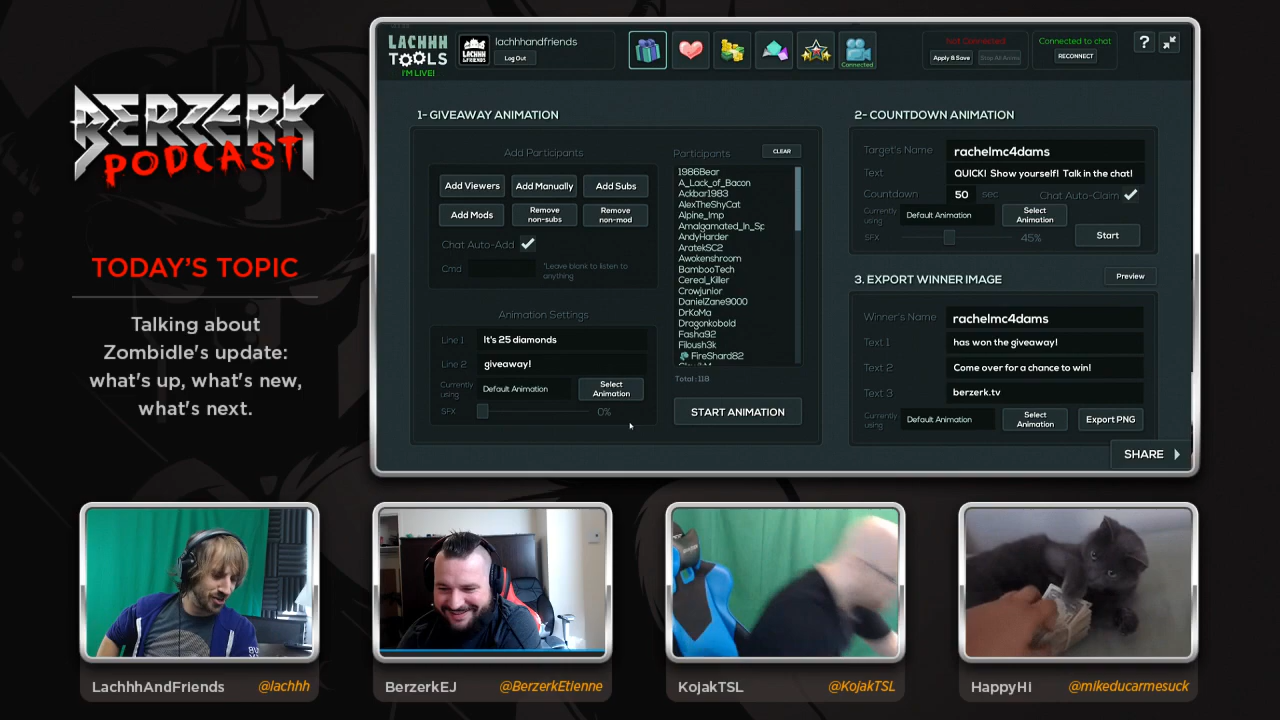 BERZERK
PODCAST
TODAY'S TOPIC
Talking about
Zombidle's update:
what's up, what's new,
what's next.
LACHHH
TOOLS
I'M LIVE!
LACHHH
&FRIENDS
lachhhandfriends
Log Out
Connected
Not Connected
Apply & Save
Connected to chat
RECONNECT
?
1- GIVEAWAY ANIMATION
Add Participants
Add Viewers
Add Manually
Add Subs
Add Mods
Remove
non-subs
Remove
non-mod
Chat Auto-Add
Cmd
*Leave blank to listen to
anything
Animation Settings
Line 1
It's 25 diamonds
Line 2
giveaway!
Currently
using
Default Animation
Select
Animation
SFX
0%
Participants
CLEAR
1986Bear
A_Lack_of_Bacon
Ackbar1983
AlexTheShyCat
Alpine_Imp
Amalgamated_In_Sp
AndyHarder
AratekSC2
Awokenshroom
BambooTech
Cereal_Killer
Crowjunior
DanielZane9000
DrKoMa
Dragonkobold
Fasha92
Filoush3k
FireShard82
Total : 118
START ANIMATION
2- COUNTDOWN ANIMATION
Target's Name
rachelmc4dams
Text
QUICK! Show yourself! Talk in the chat!
Countdown
50 sec
Chat Auto-Claim
Currently
using
Default Animation
Select
Animation
SFX
45%
Start
3. EXPORT WINNER IMAGE
Preview
Winner's Name
rachelmc4dams
Text 1
has won the giveaway!
Text 2
Come over for a chance to win!
Text 3
berzerk.tv
Currently
using
Default Animation
Select
Animation
Export PNG
SHARE
LachhhAndFriends
@lachhh
BerzerkEJ
@BerzerkEtienne
KojakTSL
@KojakTSL
HappyHi
@mikeducarmesuck